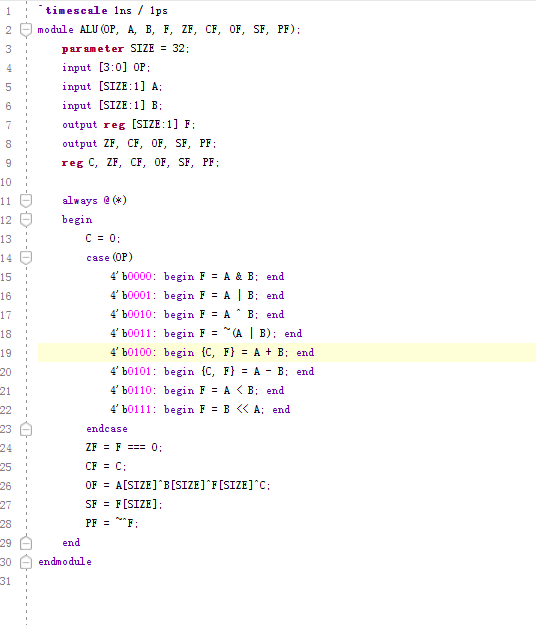 1 `timescale 1ns / 1ps
2 module ALU(OP, A, B, F, ZF, CF, OF, SF, PF);
3 parameter SIZE = 32;
4 input [3:0] OP;
5 input [SIZE:1] A;
6 input [SIZE:1] B;
7 output reg [SIZE:1] F;
8 output ZF, CF, OF, SF, PF;
9 reg C, ZF, CF, OF, SF, PF;
10
11 always @(*)
12 begin
13 C = 0;
14 case(OP)
15 4'b0000: begin F = A & B; end
16 4'b0001: begin F = A | B; end
17 4'b0010: begin F = A ^ B; end
18 4'b0011: begin F = ~(A | B); end
19 4'b0100: begin {C, F} = A + B; end
20 4'b0101: begin {C, F} = A - B; end
21 4'b0110: begin F = A < B; end
22 4'b0111: begin F = B << A; end
23 endcase
24 ZF = F === 0;
25 CF = C;
26 OF = A[SIZE]^B[SIZE]^F[SIZE]^C;
27 SF = F[SIZE];
28 PF = ~^F;
29 end
30 endmodule
31